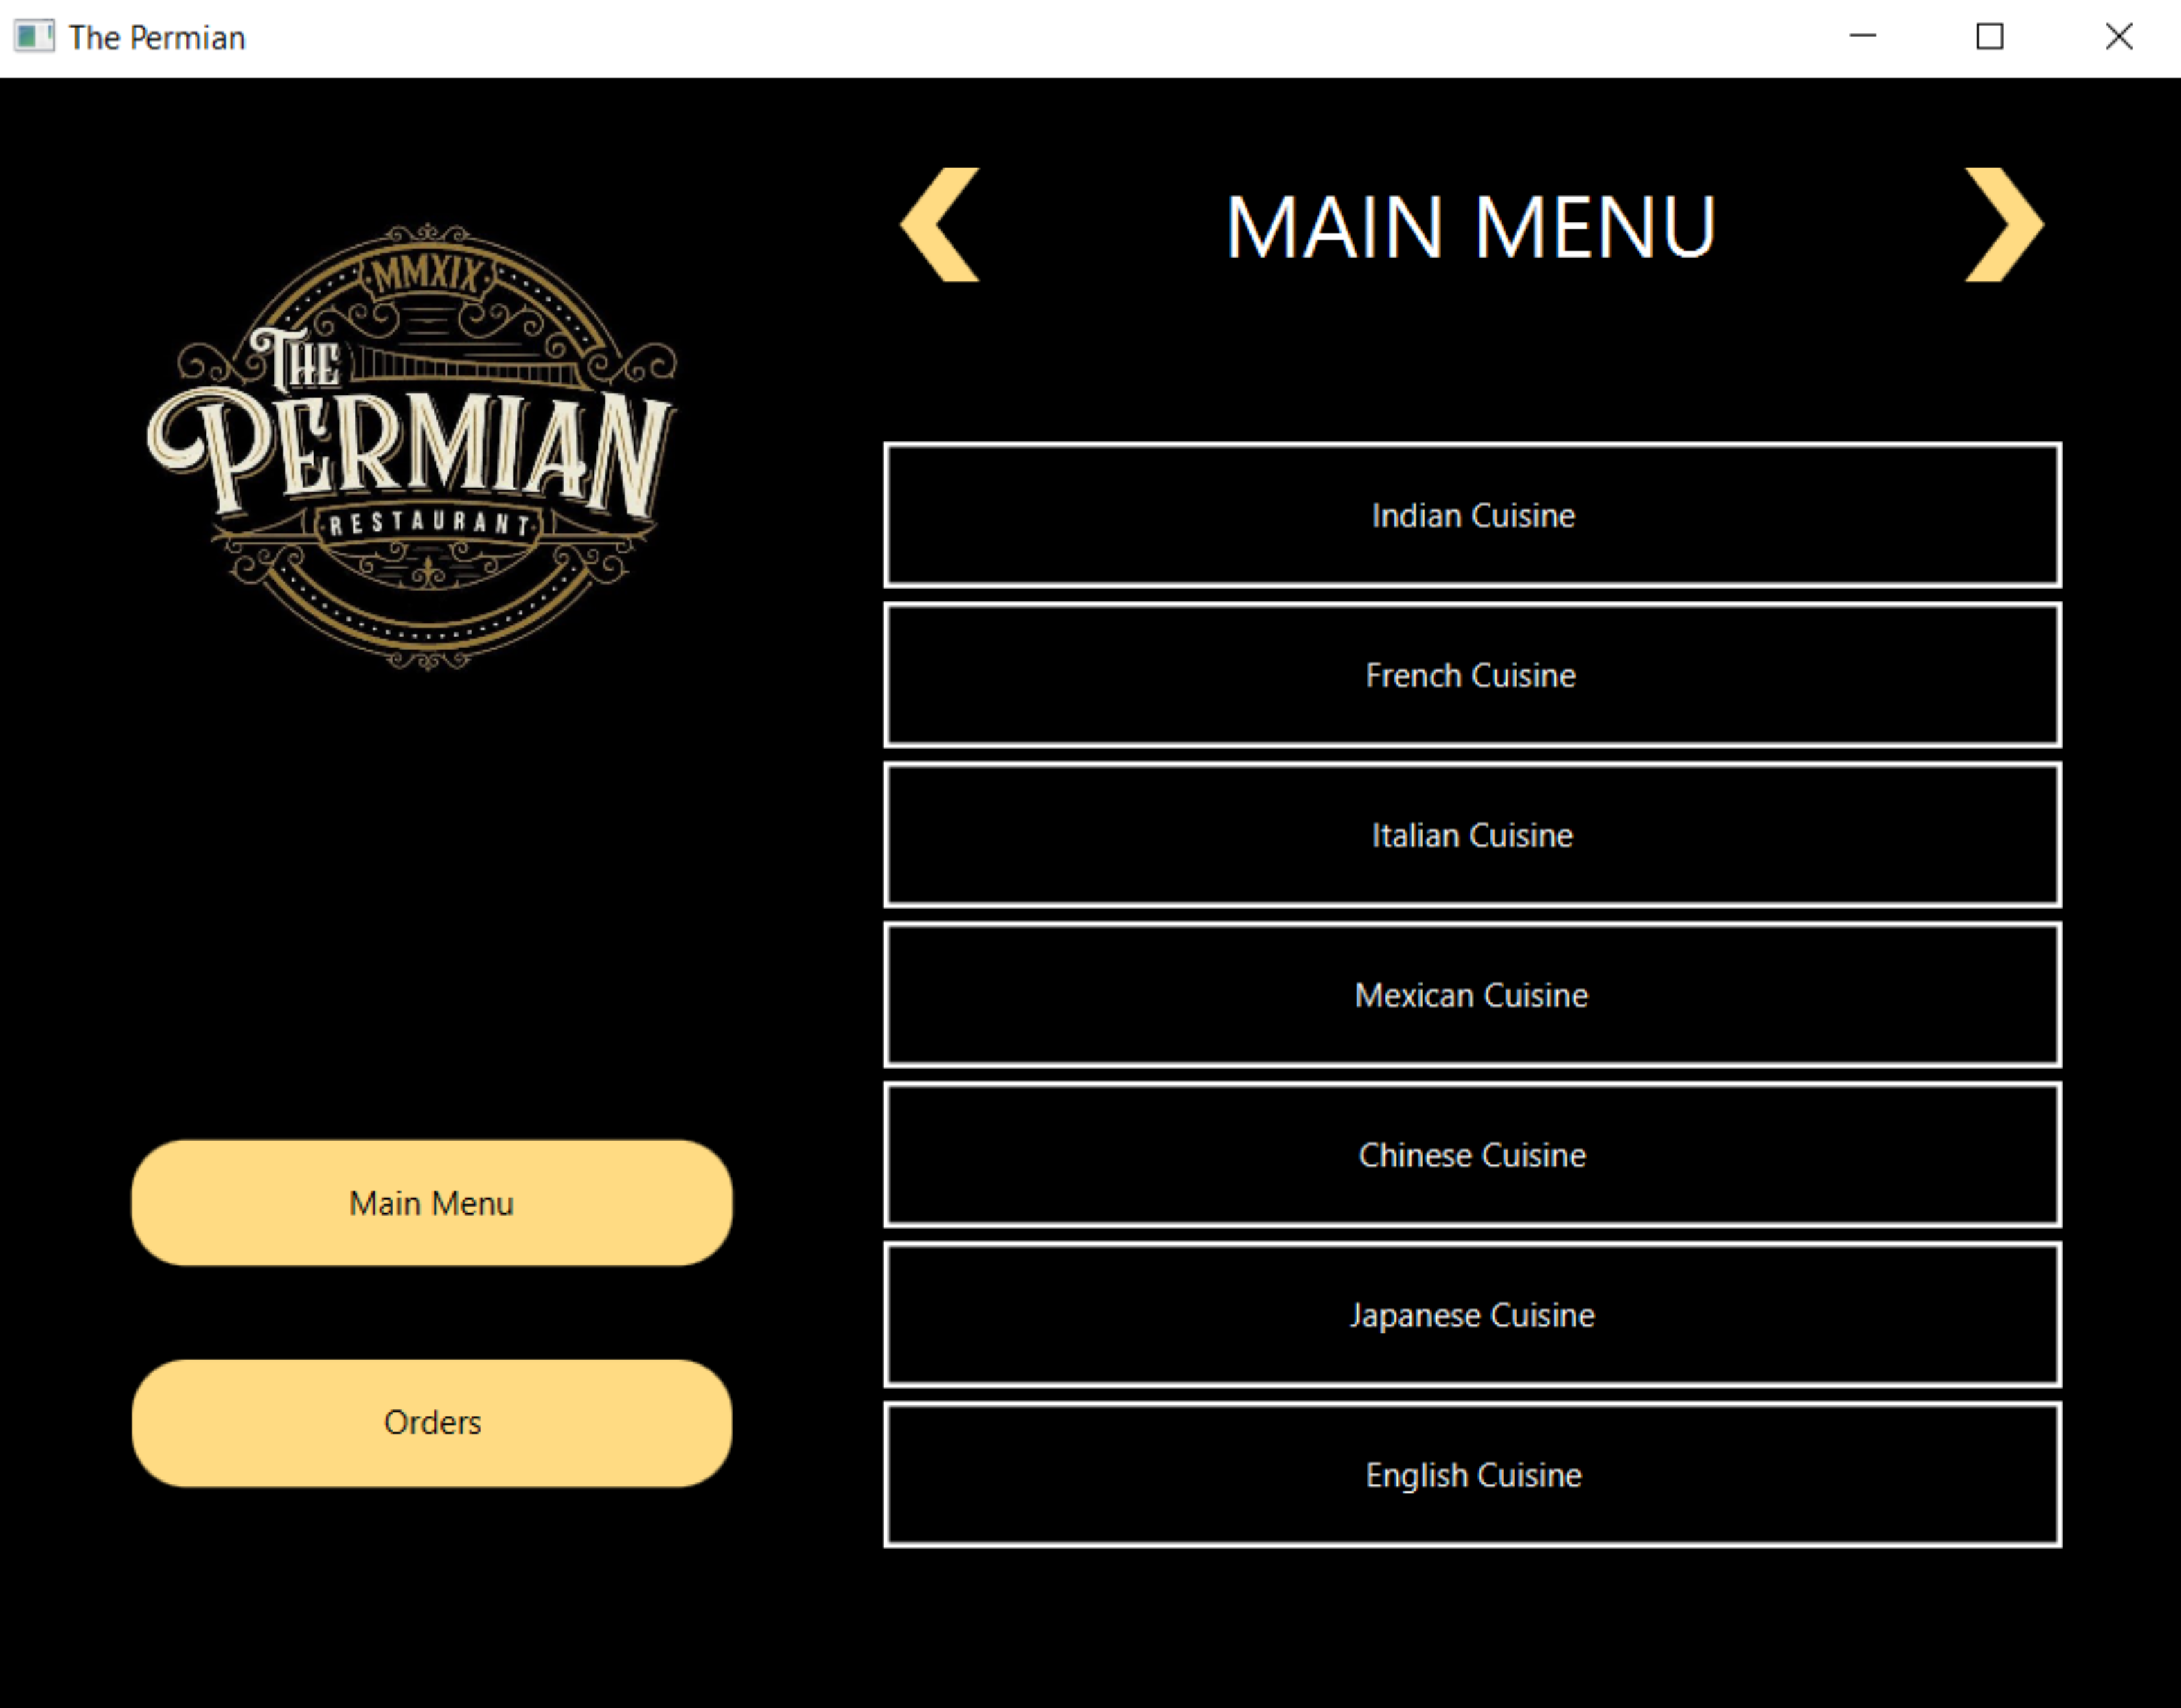 The Permian
MMXIX
THE
PERMIAN
RESTAURANT
Main Menu
Orders
MAIN MENU
Indian Cuisine
French Cuisine
Italian Cuisine
Mexican Cuisine
Chinese Cuisine
Japanese Cuisine
English Cuisine